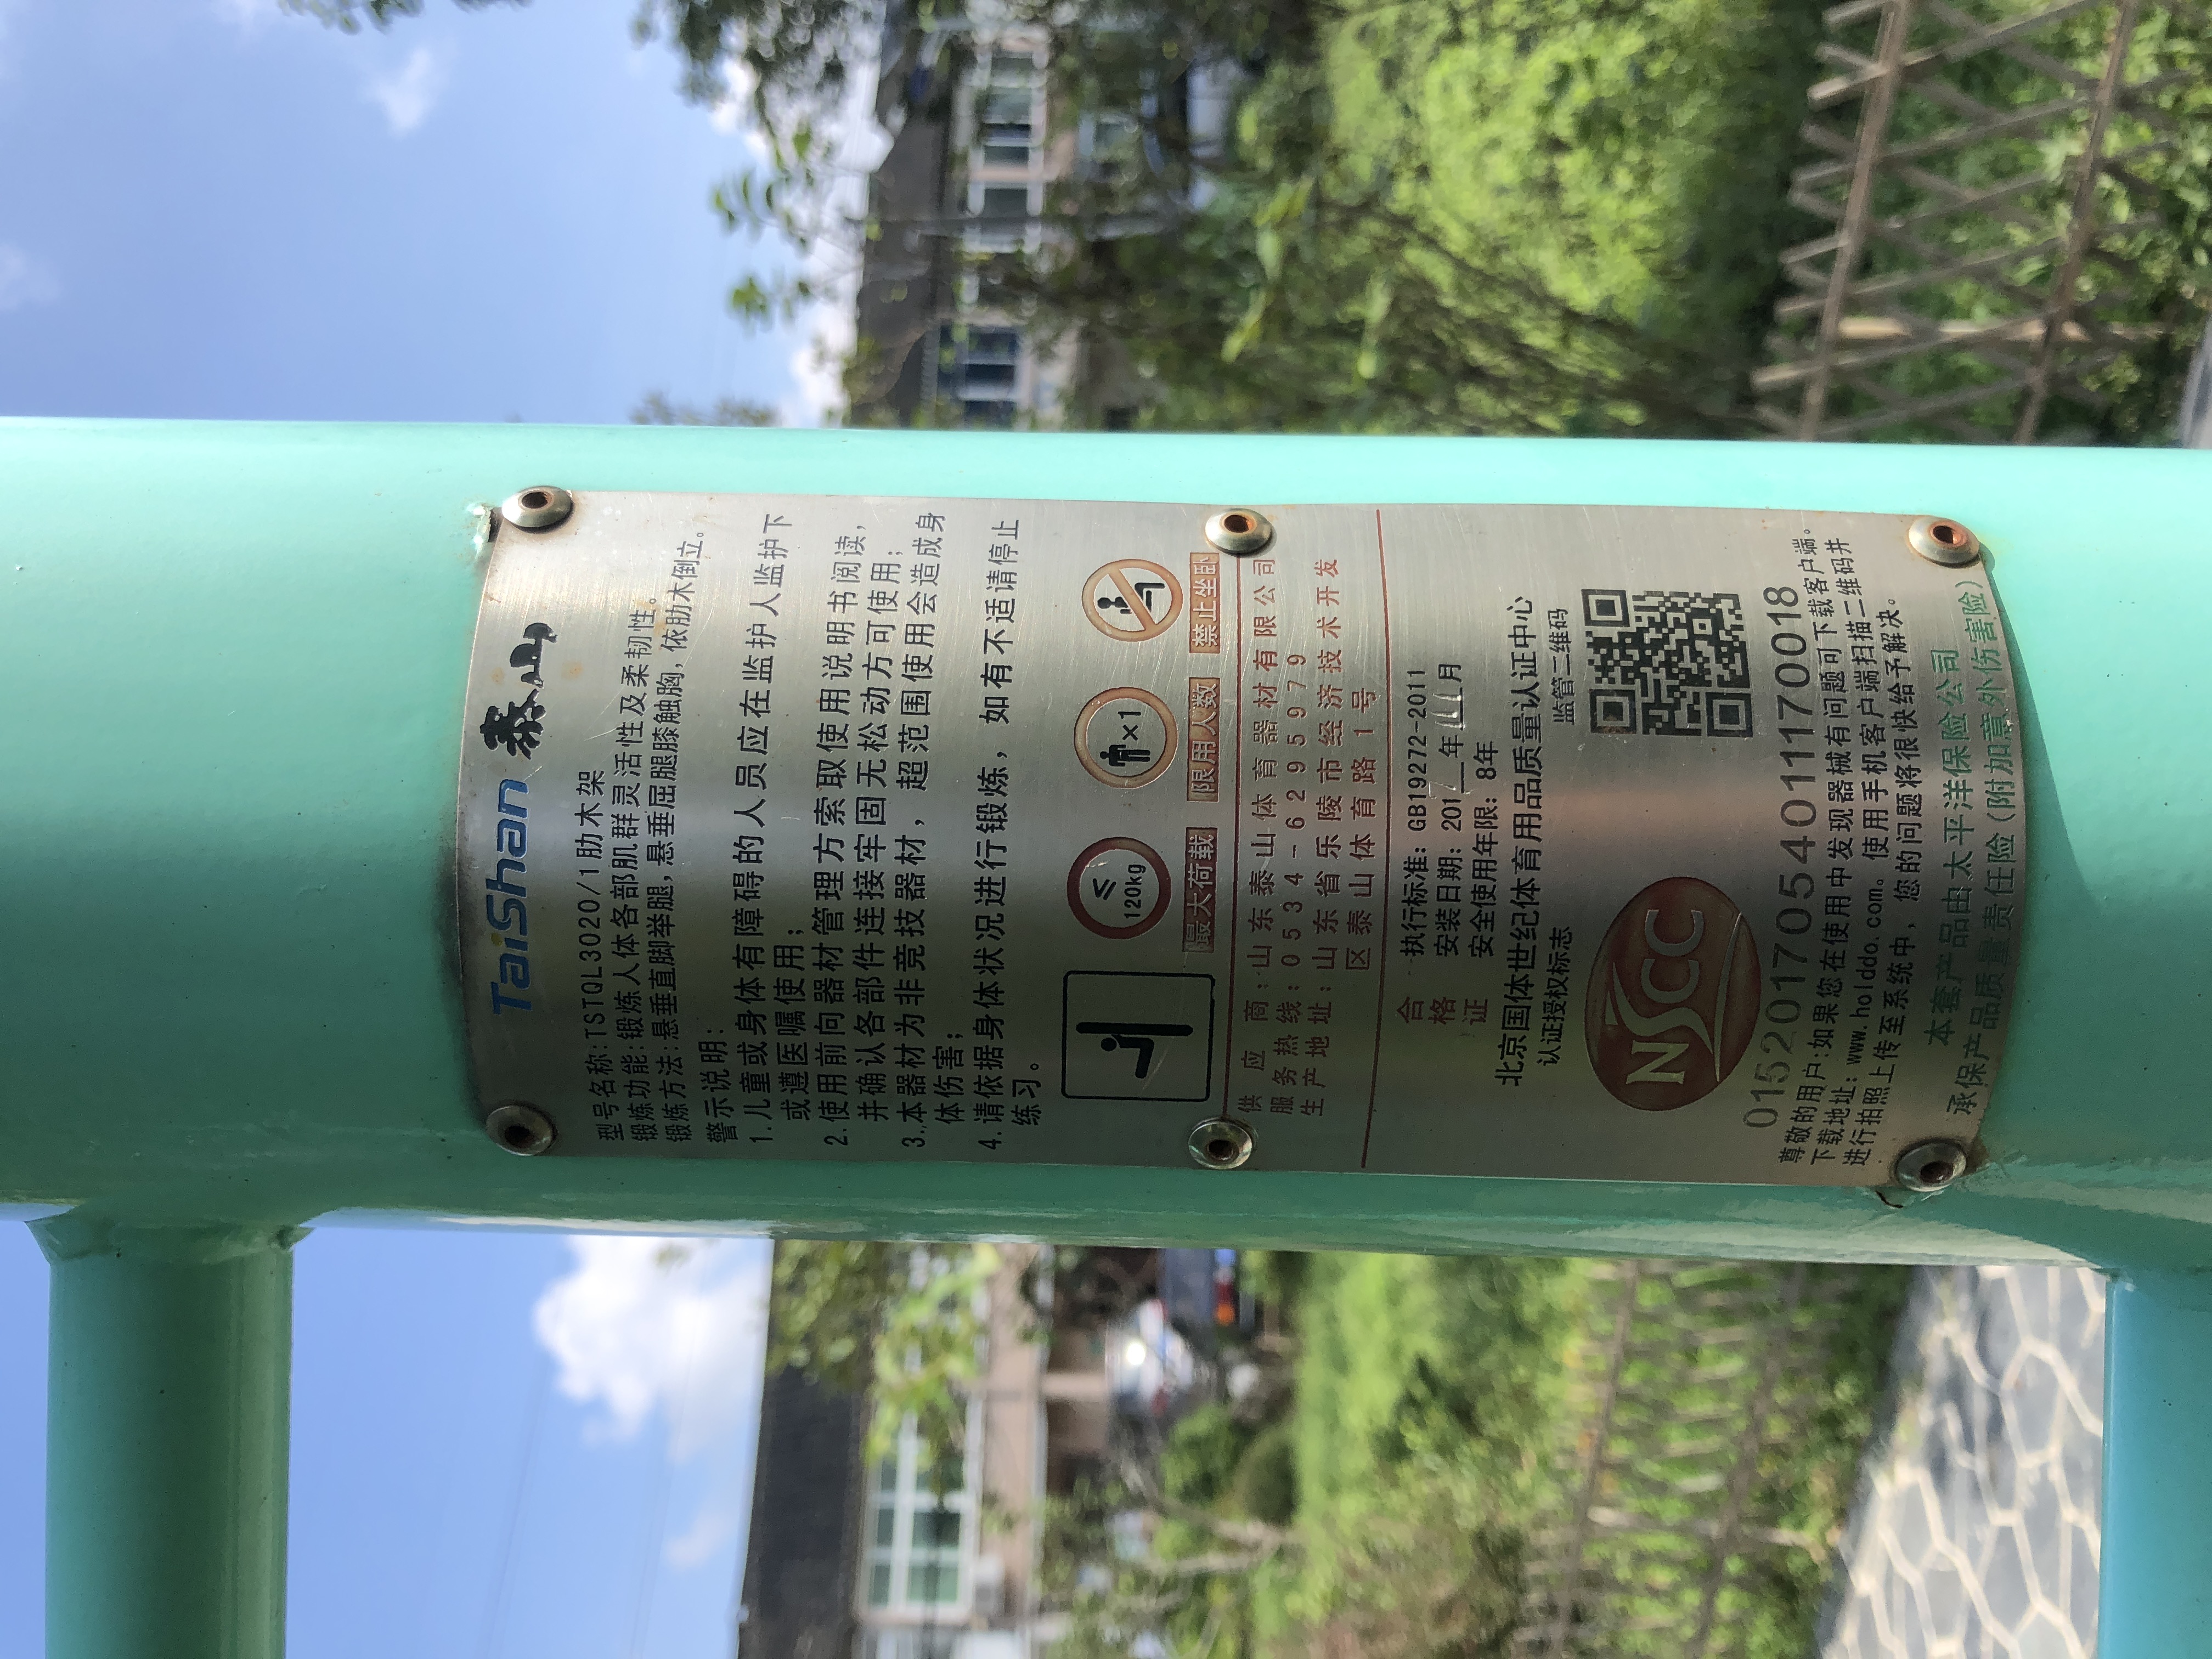 TaiShan 泰山
型号名称:TSTQL3020/1肋木架
锻炼功能:锻炼人体各部肌群灵活性及柔韧性。
锻炼方法:悬垂直脚举腿,悬垂屈腿膝触胸,依肋木倒立。
警示说明:
1.儿童或身体有障碍的人员应在监护人监护下
或遵医嘱使用;
2.使用前向器材管理方索取使用说明书阅读,
并确认各部件连接牢固无松动方可使用;
3.本器材为非竞技器材,超范围使用会造成身
体伤害;
4.请依据身体状况进行锻炼,如有不适请停止
练习。
≤
120kg
×1
最大荷载 限用人数 禁止坐卧
供应商:山东泰山体育器材有限公司
服务热线:0534-6295979
生产地址:山东省乐陵市经济技术开发
区泰山体育路1号
合格证
执行标准: GB19272-2011
安装日期: 2017年11月
安全使用年限: 8年
北京国体世纪体育用品质量认证中心
认证授权标志 监管二维码
NSCC
0152017054011170018
尊敬的用户:如果您在使用中发现器械有问题可下载客户端。
下载地址: www.holddo.com。使用手机客户端扫描二维码并
进行拍照上传至系统中,您的问题将很快给予解决。
本套产品由太平洋保险公司
承保产品质量责任险(附加意外伤害险)